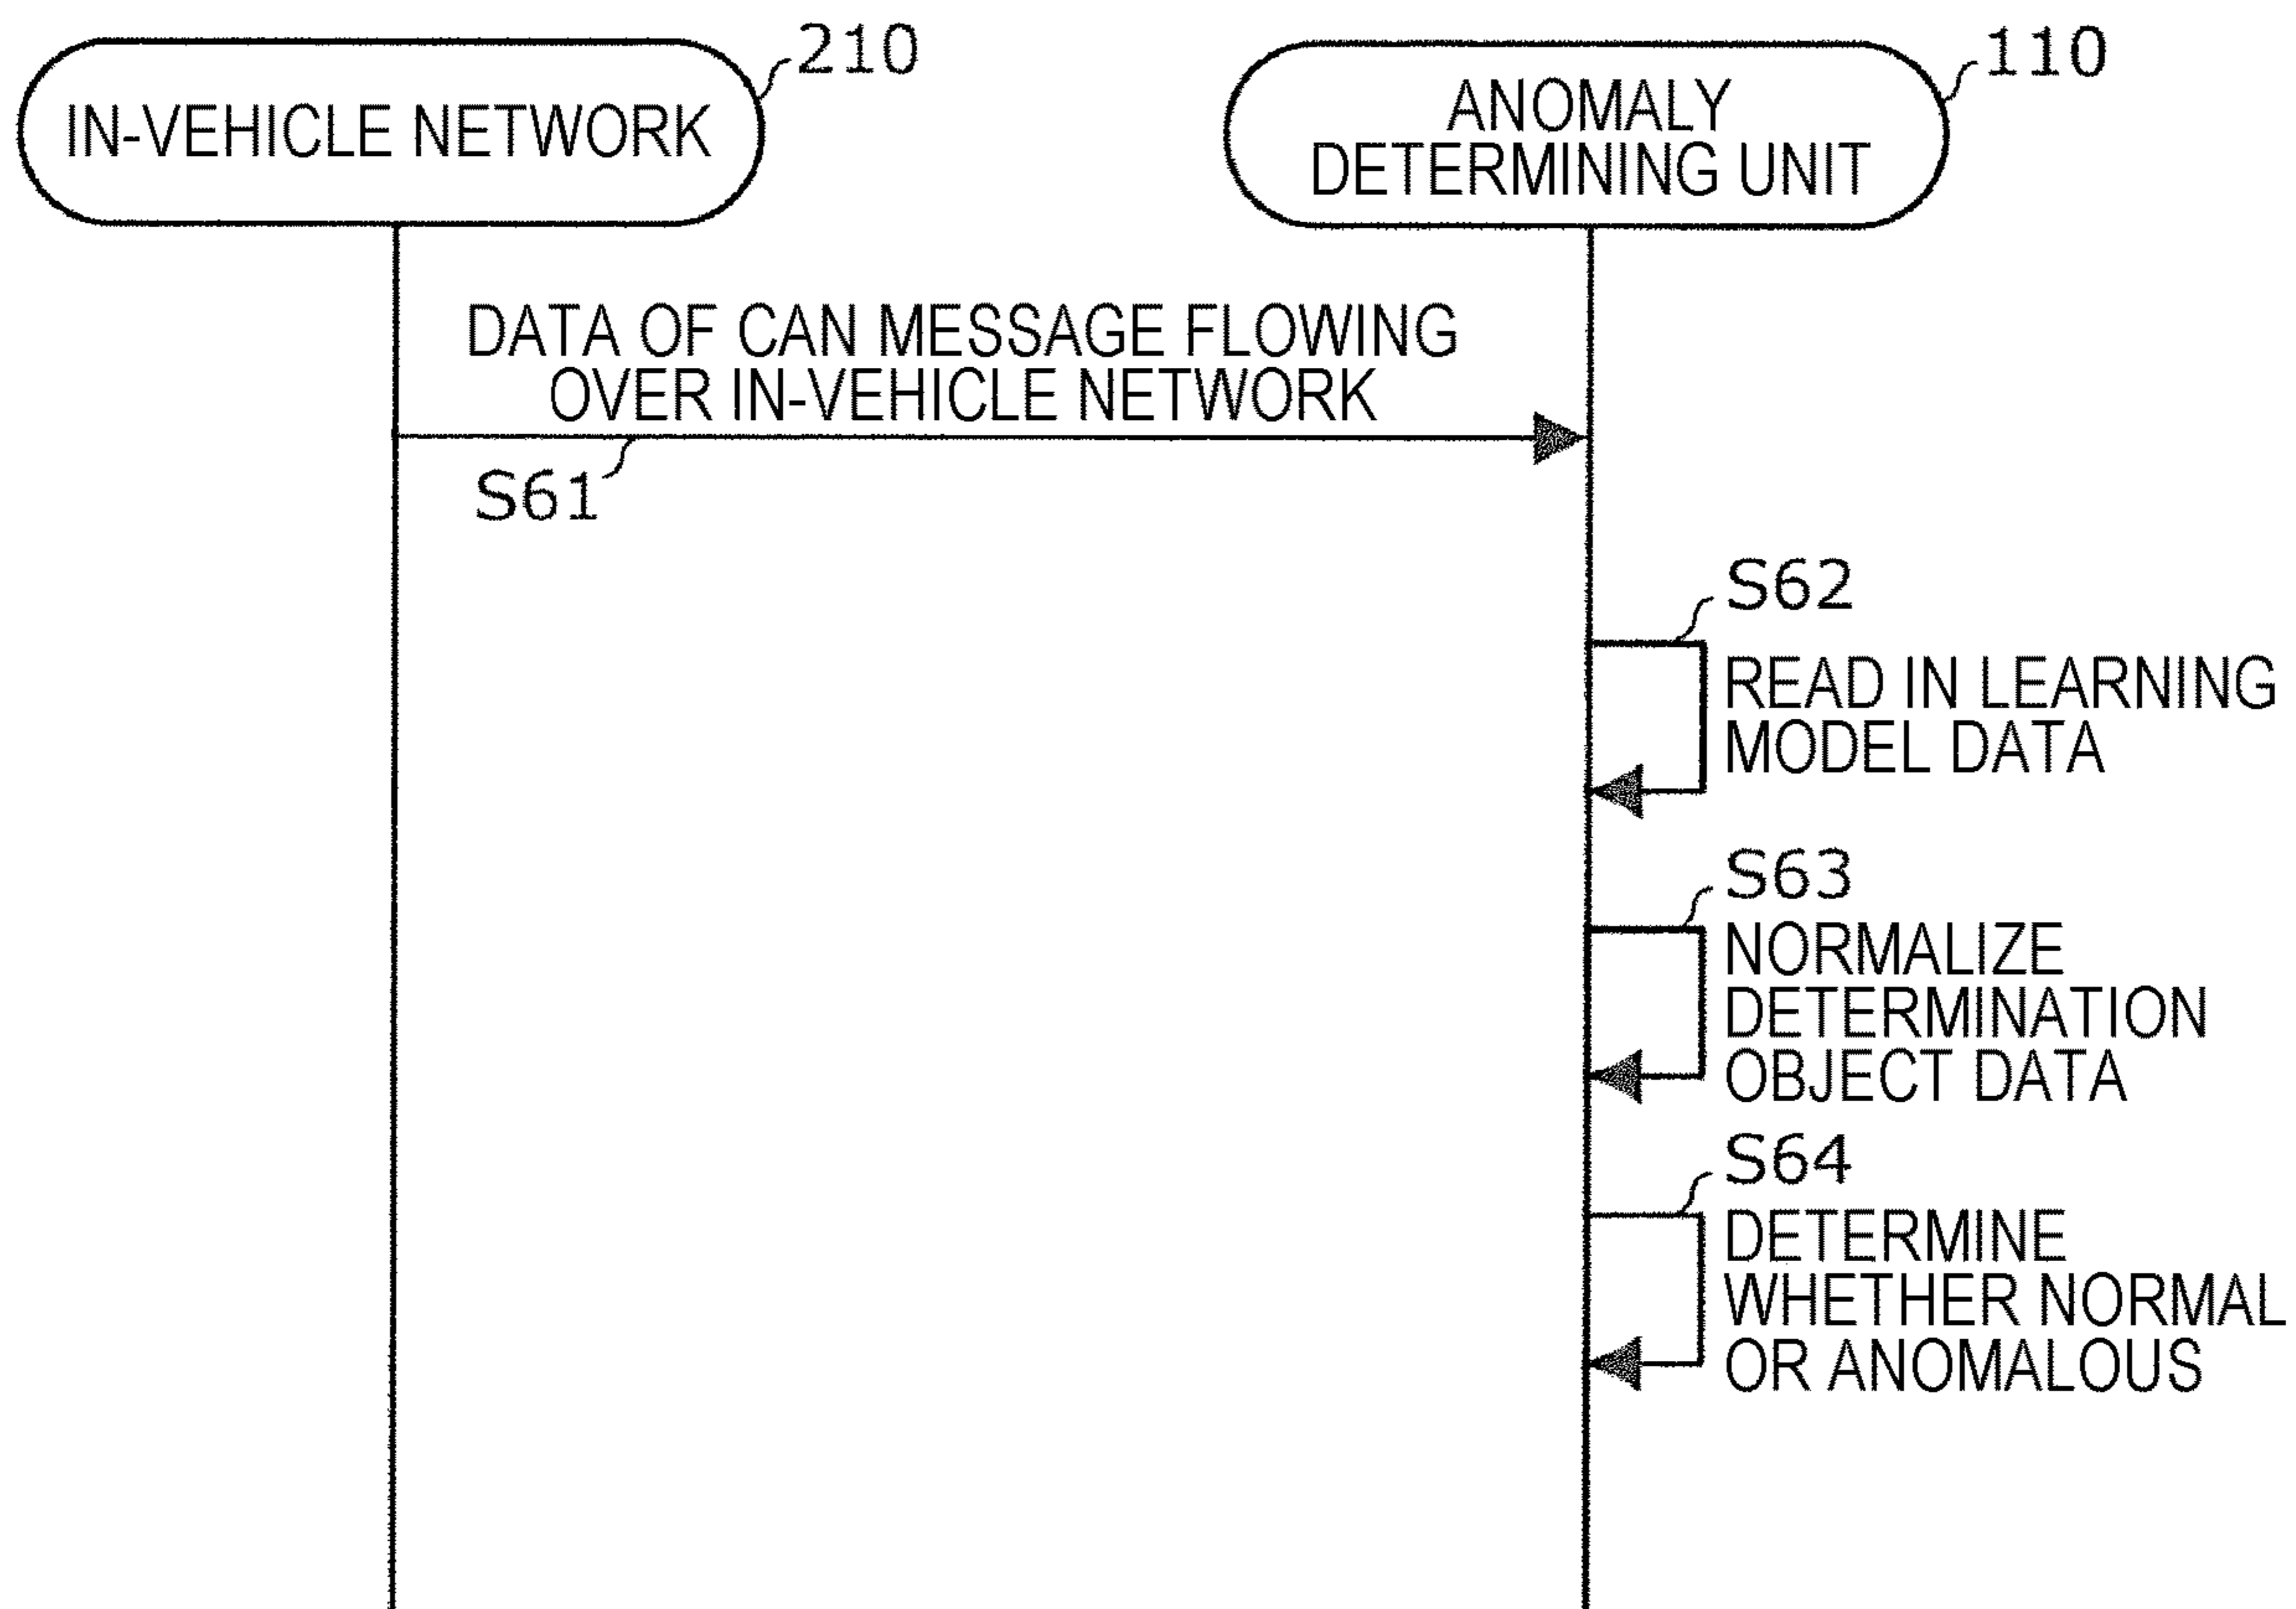 210
IN-VEHICLE NETWORK
110
ANOMALY
DETERMINING UNIT
DATA OF CAN MESSAGE FLOWING
OVER IN-VEHICLE NETWORK
S61
S62
READ IN LEARNING
MODEL DATA
S63
NORMALIZE
DETERMINATION
OBJECT DATA
S64
DETERMINE
WHETHER NORMAL
OR ANOMALOUS